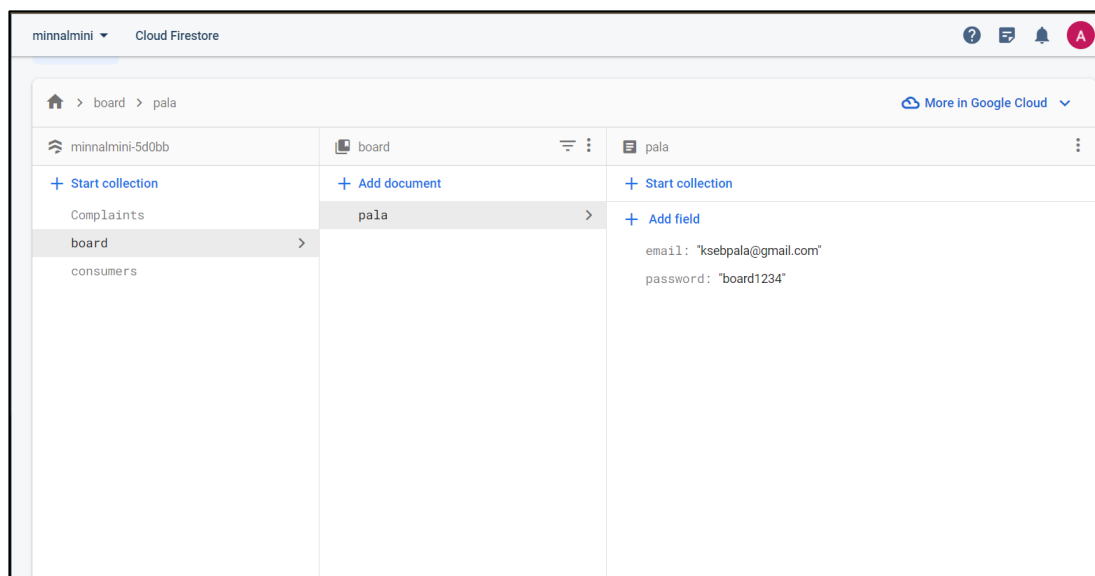 minnalmini Cloud Firestore A
board > pala More in Google Cloud
minnalmini-5d0bb board pala
+ Start collection + Add document + Start collection
Complaints pala + Add field
board email: "ksebpala@gmail.com"
consumers password: "board1234"